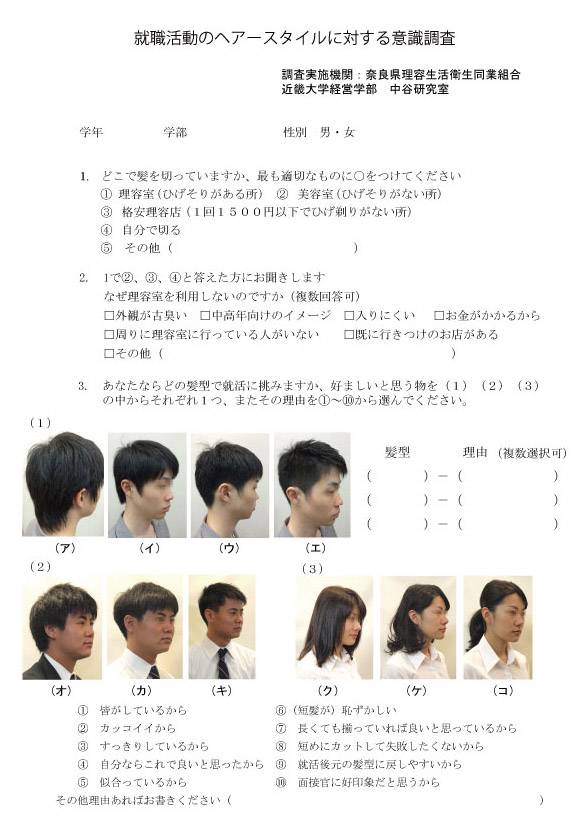 就職活動のヘアースタイルに対する意識調査
調査実施機関：奈良県理容生活衛生同業組合
近畿大学経営学部　中谷研究室
学年　　　　　学部　　　　　　　　性別　男・女
1.　どこで髪を切っていますか、最も適切なものに○をつけてください
①　理容室（ひげそりがある所）　②　美容室（ひげそりがない所）
③　格安理容店（１回１５００円以下でひげ剃りがない所）
④　自分で切る
⑤　その他（　　　　　　　　　　　　　　　）
2.　1で②、③、④と答えた方にお聞きします
なぜ理容室を利用しないのですか（複数回答可）
□外観が古臭い　□中高年向けのイメージ　□入りにくい　□お金がかかるから
□周りに理容室に行っている人がいない　　□既に行きつけのお店がある
□その他（　　　　　　　　　　　　　　　　　　　　　　　　）
3.　あなたならどの髪型で就活に挑みますか、好ましいと思う物を（１）（２）（３）
の中からそれぞれ１つ、またその理由を①～⑩から選んでください。
（１）
髪型　　　　理由　（複数選択可）
（　　　　）－（　　　　　　　）
（　　　　）－（　　　　　　　）
（　　　　）－（　　　　　　　）
（ア）　（イ）　（ウ）　（エ）
（２）　（３）
（オ）　（カ）　（キ）　（ク）　（ケ）　（コ）
①　皆がしているから　⑥（短髪が）恥ずかしい
②　カッコイイから　⑦　長くても揃っていれば良いと思っているから
③　すっきりしているから　⑧　短めにカットして失敗したくないから
④　自分ならこれで良いと思ったから　⑨　就活後元の髪型に戻しやすいから
⑤　似合っているから　⑩　面接官に好印象だと思うから
その他理由あればお書きください（　　　　　　　　　　　　　　　　　　　　　　　　　）